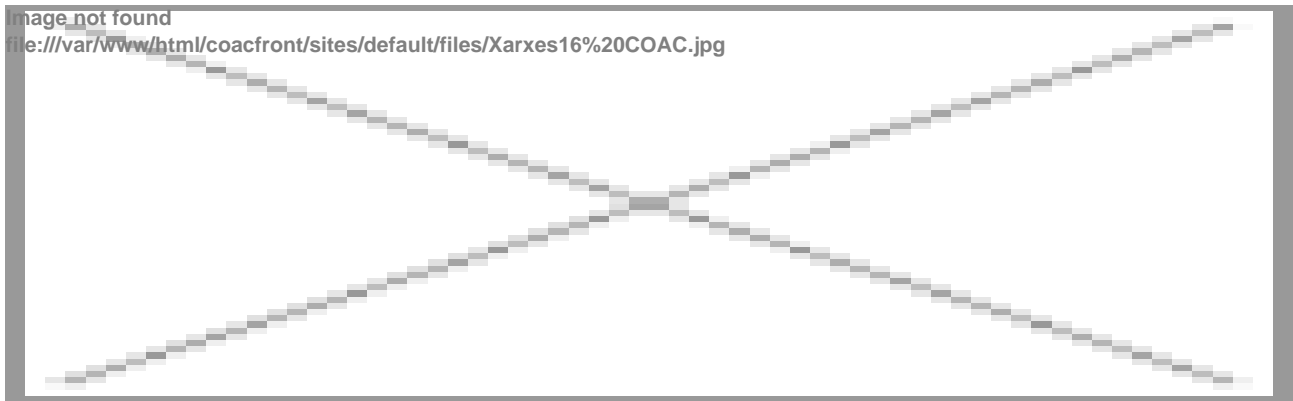 Image not found
file:///var/www/html/coacfront/sites/default/files/Xarxes16%20COAC.jpg